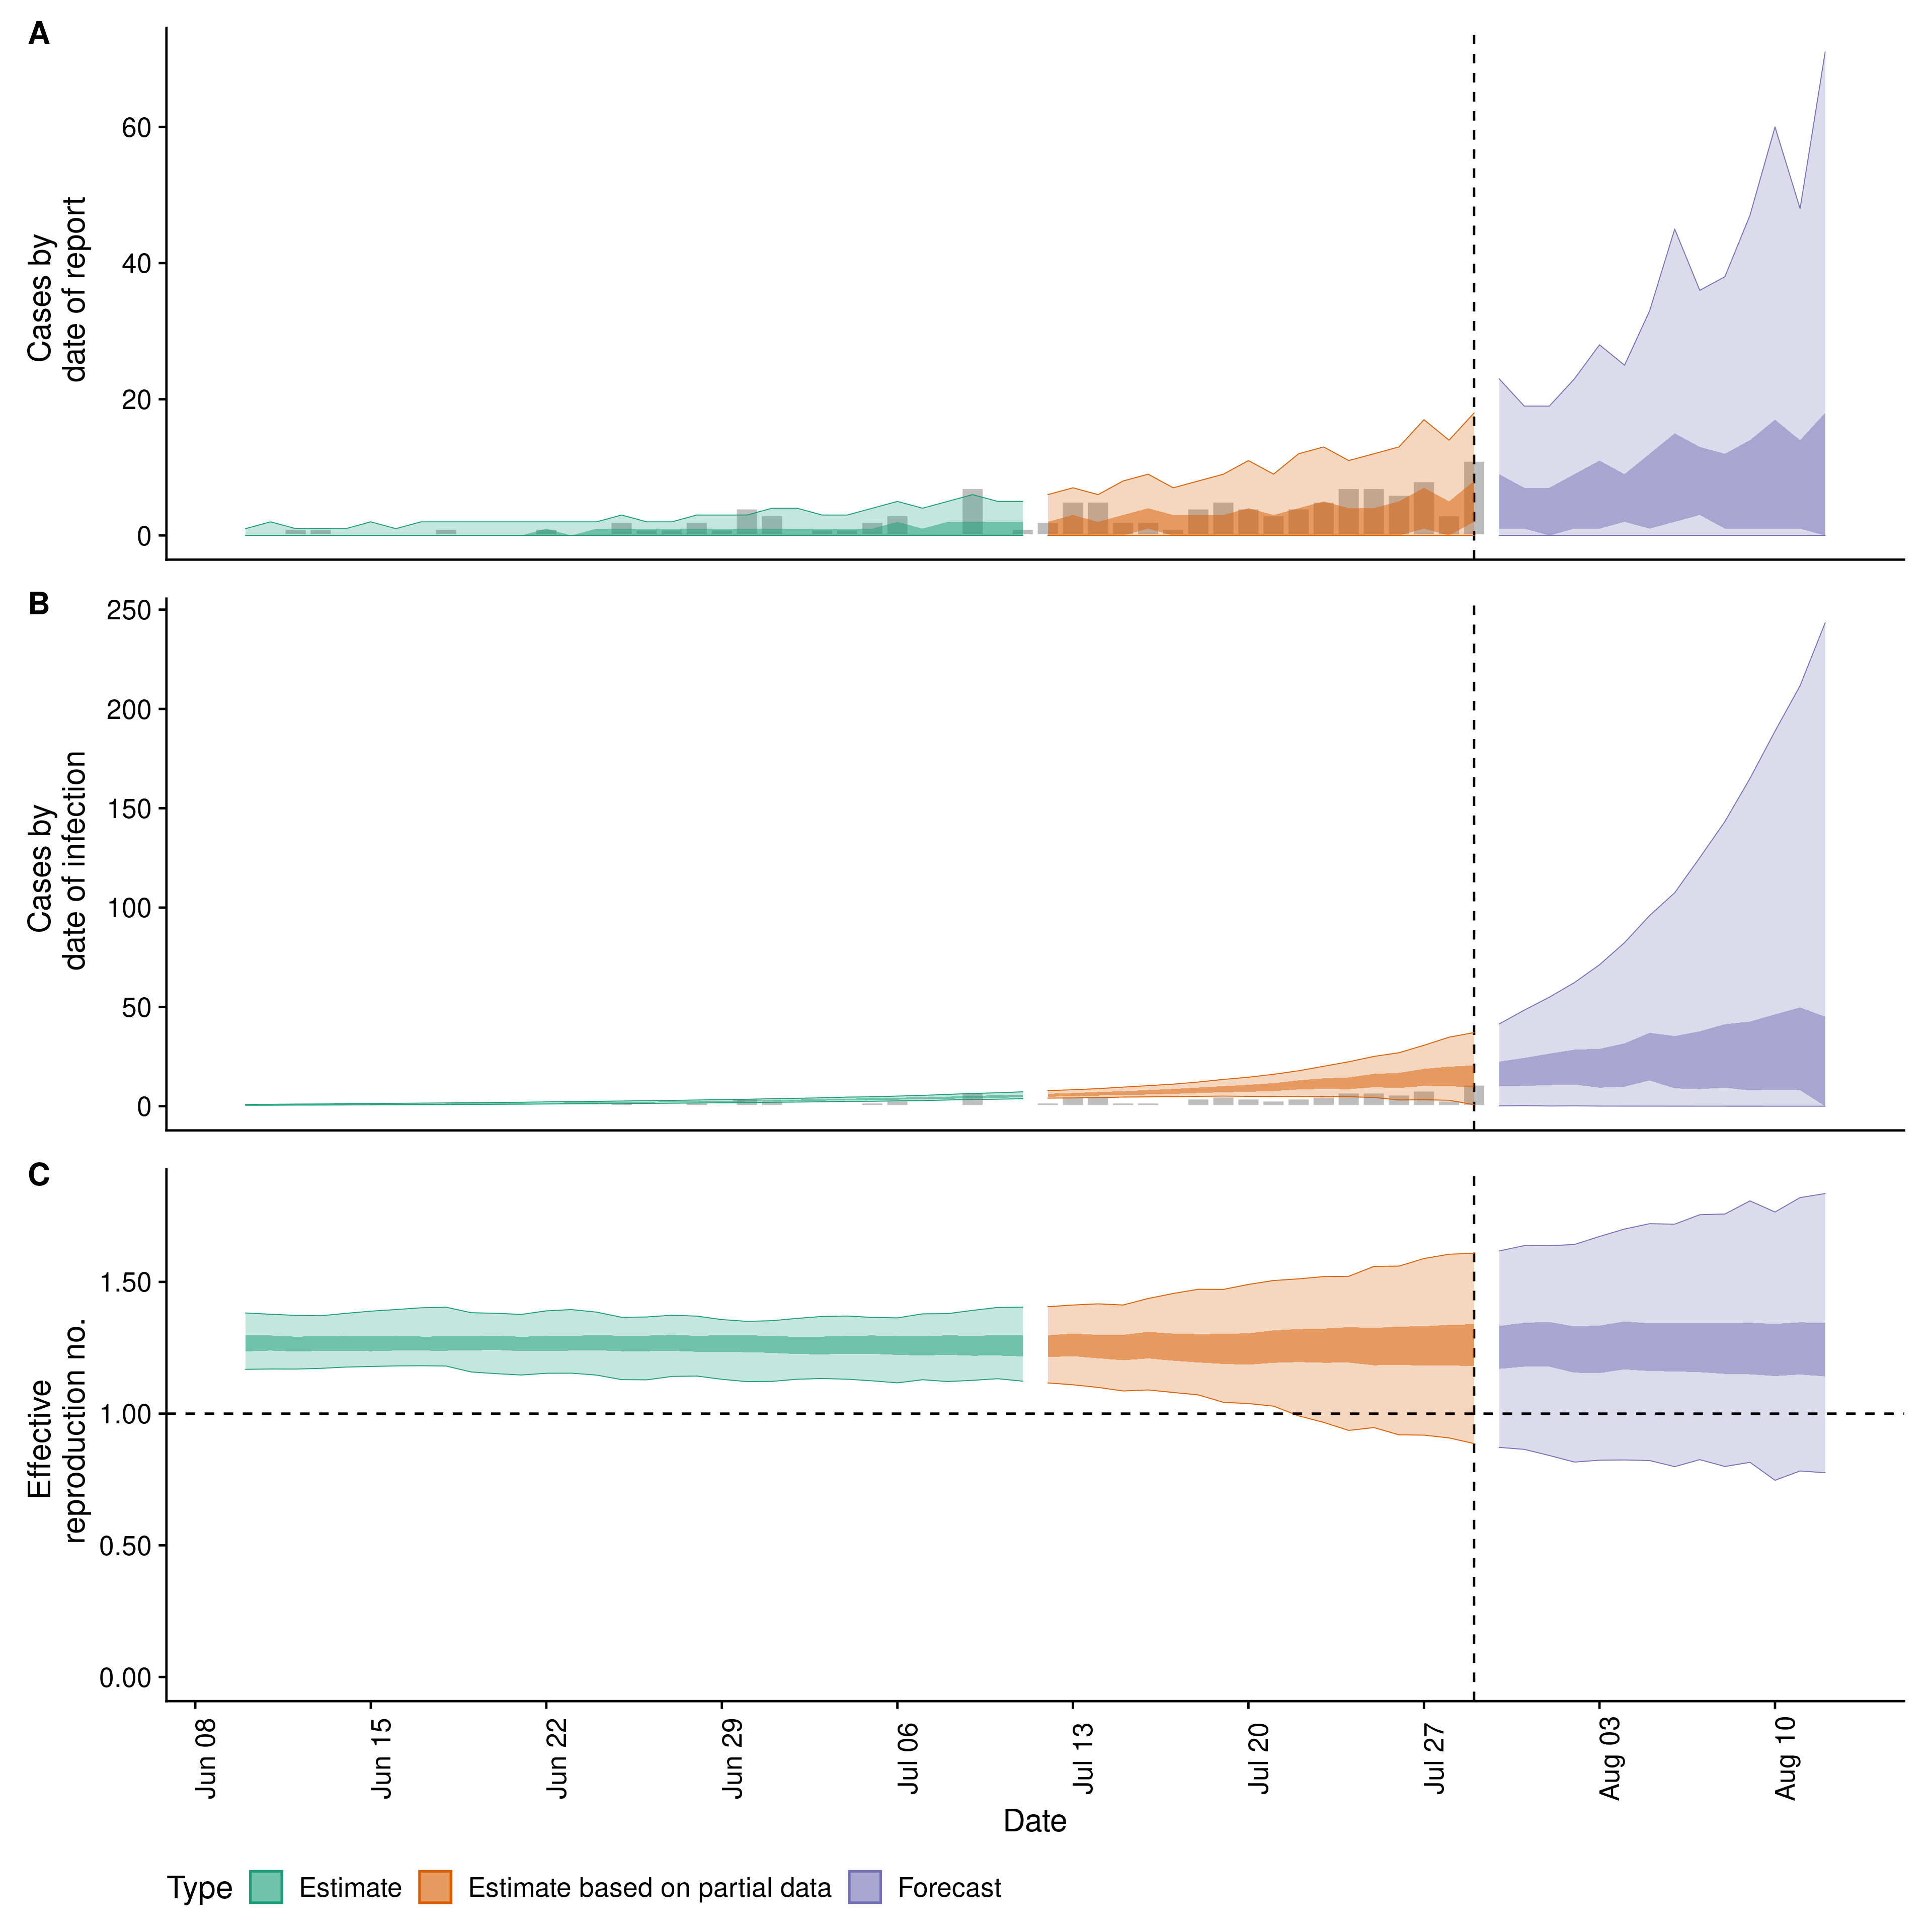 A
Cases by
date of report
60
40
20
0
B
Cases by
date of infection
250
200
150
100
50
0
C
Effective
reproduction no.
1.50
1.00
0.50
0.00
Jun 08
Jun 15
Jun 22
Jun 29
Jul 06
Jul 13
Jul 20
Jul 27
Aug 03
Aug 10
Date
Type Estimate Estimate based on partial data Forecast